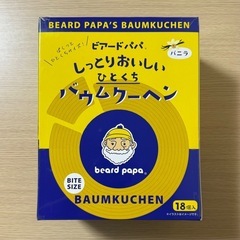 BEARD PAPA'S BAUMKUCHEN
ビアードパパ
バニラ
しっとりおいしい
ひとくち
バウムクーヘン
beard papa's
BITE
SIZE
BAUMKUCHEN
18個入